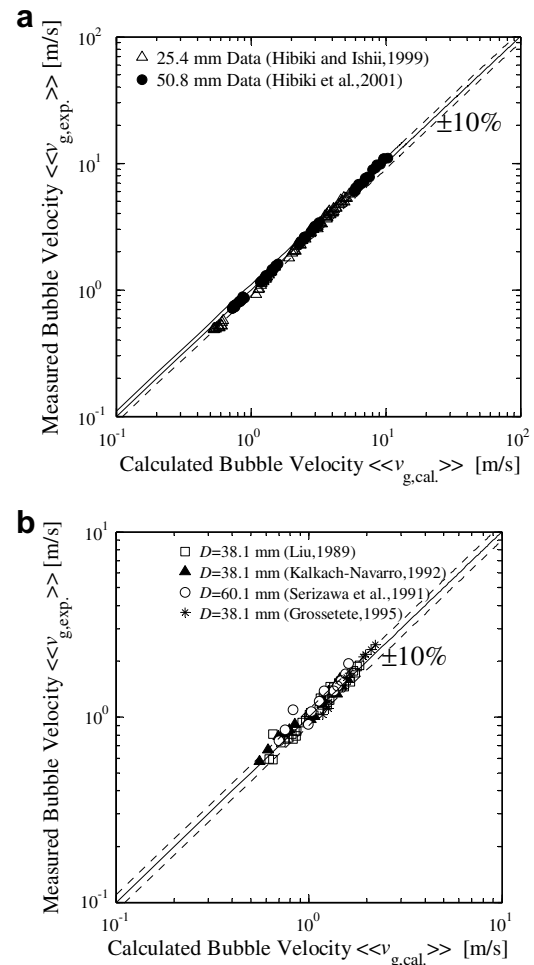 a
Measured Bubble Velocity <<v_g,exp.>> [m/s]
10^2
10^1
10^0
10^-1
25.4 mm Data (Hibiki and Ishii,1999)
50.8 mm Data (Hibiki et al.,2001)
±10%
10^-1 10^0 10^1 10^2
Calculated Bubble Velocity <<v_g,cal.>> [m/s]
b
Measured Bubble Velocity <<v_g,exp.>> [m/s]
10^1
10^0
10^-1
D=38.1 mm (Liu,1989)
D=38.1 mm (Kalkach-Navarro,1992)
D=60.1 mm (Serizawa et al.,1991)
D=38.1 mm (Grossetete,1995)
±10%
10^-1 10^0 10^1
Calculated Bubble Velocity <<v_g,cal.>> [m/s]